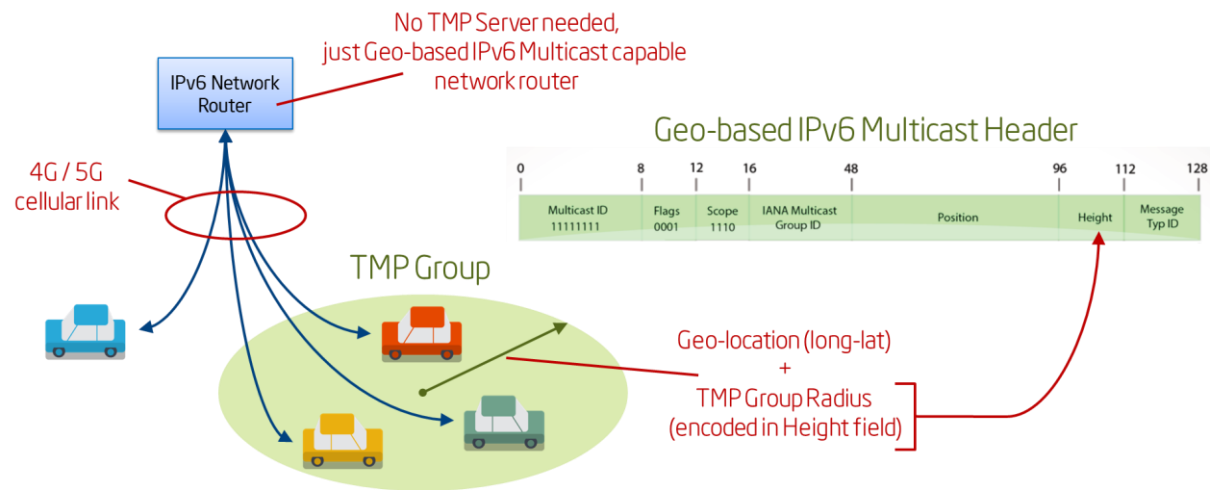 No TMP Server needed,
just Geo-based IPv6 Multicast capable
network router
IPv6 Network
Router
4G / 5G
cellular link
Geo-based IPv6 Multicast Header
0 8 12 16 48 96 112 128
Multicast ID
11111111
Flags
0001
Scope
1110
IANA Multicast
Group ID
Position
Height
Message
Typ ID
TMP Group
Geo-location (long-lat)
+
TMP Group Radius
(encoded in Height field)